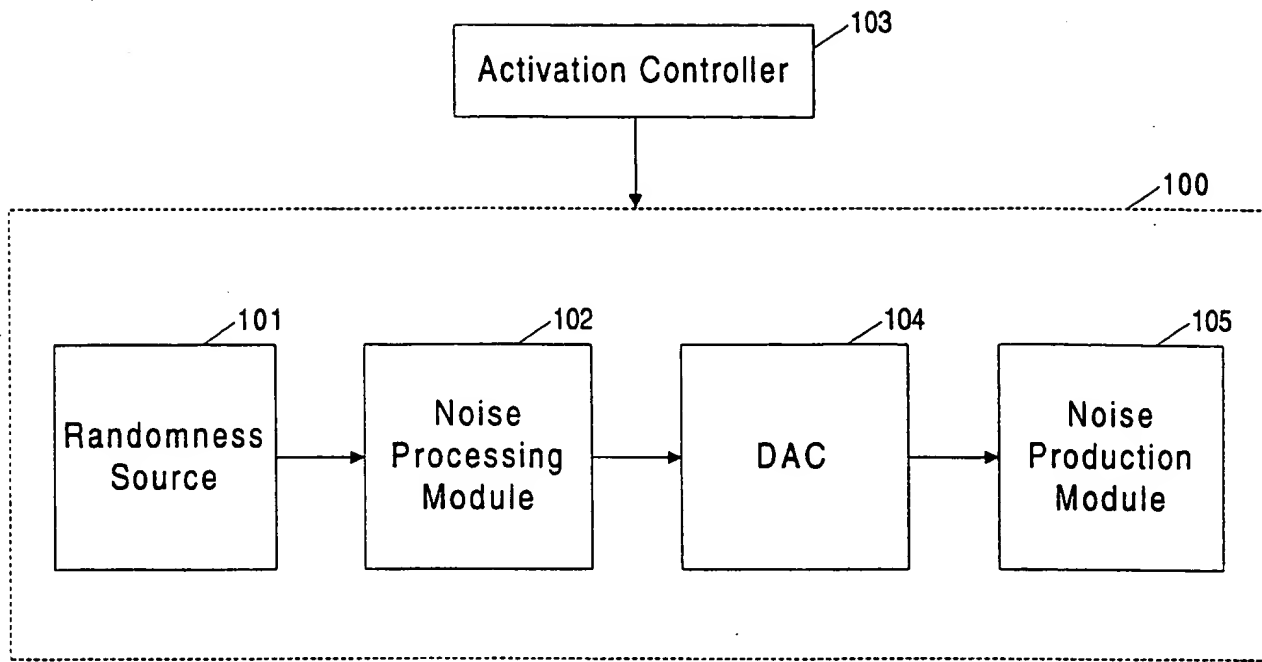 103
Activation Controller
100
101
102
104
105
Randomness
Source
Noise
Processing
Module
DAC
Noise
Production
Module